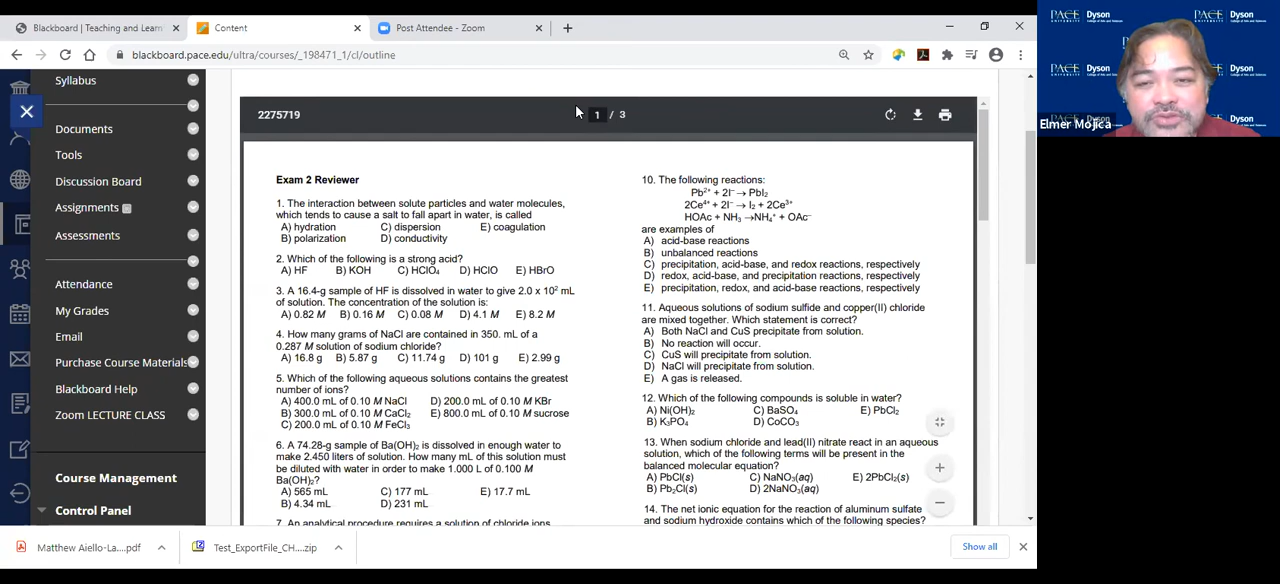 Blackboard | Teaching and Learn
Content
Post Attendee - Zoom
blackboard.pace.edu/ultra/courses/_198471_1/cl/outline
Syllabus
Documents
Tools
Discussion Board
Assignments
Assessments
Attendance
My Grades
Email
Purchase Course Materials
Blackboard Help
Zoom LECTURE CLASS
Course Management
Control Panel
2275719
1 / 3
Exam 2 Reviewer
1. The interaction between solute particles and water molecules,
which tends to cause a salt to fall apart in water, is called
A) hydration C) dispersion E) coagulation
B) polarization D) conductivity
2. Which of the following is a strong acid?
A) HF B) KOH C) HClO₄ D) HClO E) HBrO
3. A 16.4-g sample of HF is dissolved in water to give 2.0 x 10² mL
of solution. The concentration of the solution is:
A) 0.82 M B) 0.16 M C) 0.08 M D) 4.1 M E) 8.2 M
4. How many grams of NaCl are contained in 350. mL of a
0.287 M solution of sodium chloride?
A) 16.8 g B) 5.87 g C) 11.74 g D) 101 g E) 2.99 g
5. Which of the following aqueous solutions contains the greatest
number of ions?
A) 400.0 mL of 0.10 M NaCl D) 200.0 mL of 0.10 M KBr
B) 300.0 mL of 0.10 M CaCl₂ E) 800.0 mL of 0.10 M sucrose
C) 200.0 mL of 0.10 M FeCl₃
6. A 74.28-g sample of Ba(OH)₂ is dissolved in enough water to
make 2.450 liters of solution. How many mL of this solution must
be diluted with water in order to make 1.000 L of 0.100 M
Ba(OH)₂?
A) 565 mL C) 177 mL E) 17.7 mL
B) 4.34 mL D) 231 mL
7. An analytical procedure requires a solution of chloride ions
10. The following reactions:
Pb²⁺ + 2I⁻ → PbI₂
2Ce⁴⁺ + 2I⁻ → I₂ + 2Ce³⁺
HOAc + NH₃ → NH₄⁺ + OAc⁻
are examples of
A) acid-base reactions
B) unbalanced reactions
C) precipitation, acid-base, and redox reactions, respectively
D) redox, acid-base, and precipitation reactions, respectively
E) precipitation, redox, and acid-base reactions, respectively
11. Aqueous solutions of sodium sulfide and copper(II) chloride
are mixed together. Which statement is correct?
A) Both NaCl and CuS precipitate from solution.
B) No reaction will occur.
C) CuS will precipitate from solution.
D) NaCl will precipitate from solution.
E) A gas is released.
12. Which of the following compounds is soluble in water?
A) Ni(OH)₂ C) BaSO₄ E) PbCl₂
B) K₃PO₄ D) CoCO₃
13. When sodium chloride and lead(II) nitrate react in an aqueous
solution, which of the following terms will be present in the
balanced molecular equation?
A) PbCl(s) C) NaNO₃(aq) E) 2PbCl₂(s)
B) Pb₂Cl(s) D) 2NaNO₃(aq)
14. The net ionic equation for the reaction of aluminum sulfate
and sodium hydroxide contains which of the following species?
Matthew Aiello-La....pdf
Test_ExportFile_CH....zip
Show all
PACE Dyson
PACE Dyson
PACE Dyson
Dyson
Dyson
Elmer Mojica